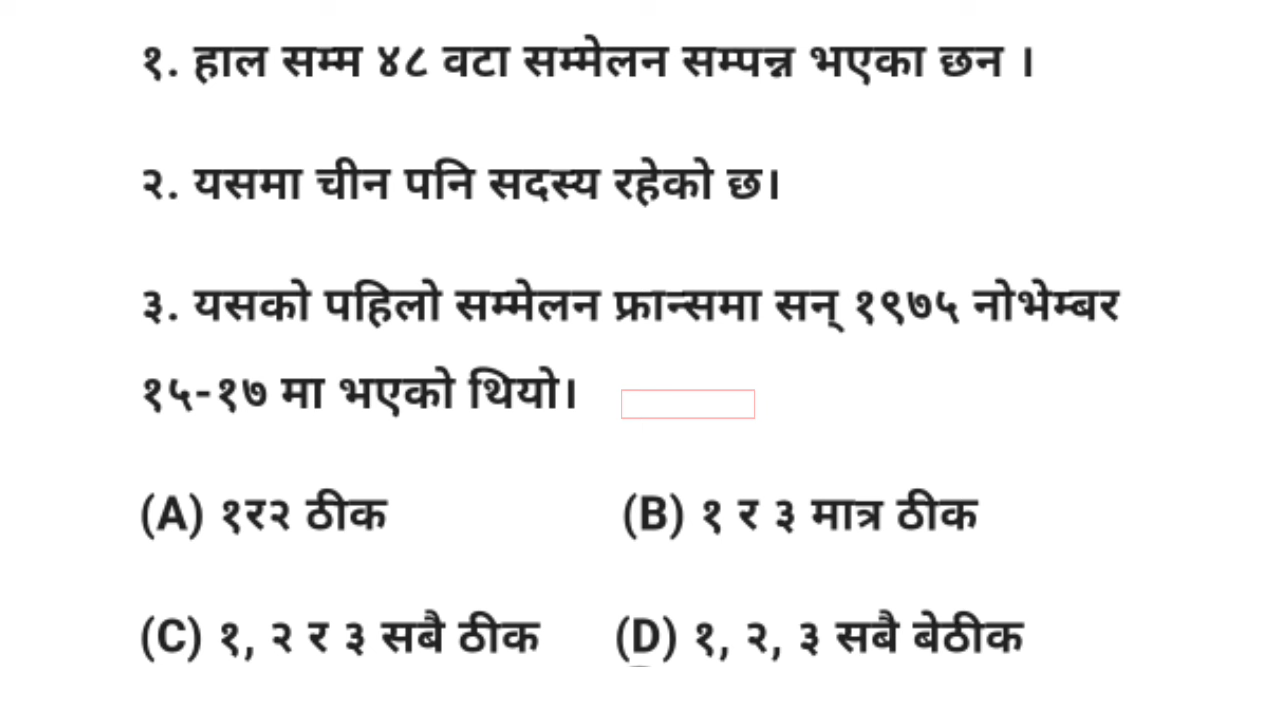 १. हाल सम्म ४८ वटा सम्मेलन सम्पन्न भएका छन ।
२. यसमा चीन पनि सदस्य रहेको छ।
३. यसको पहिलो सम्मेलन फ्रान्समा सन् १९७५ नोभेम्बर
१५-१७ मा भएको थियो।
(A) १र२ ठीक (B) १ र ३ मात्र ठीक
(C) १, २ र ३ सबै ठीक (D) १, २, ३ सबै बेठीक